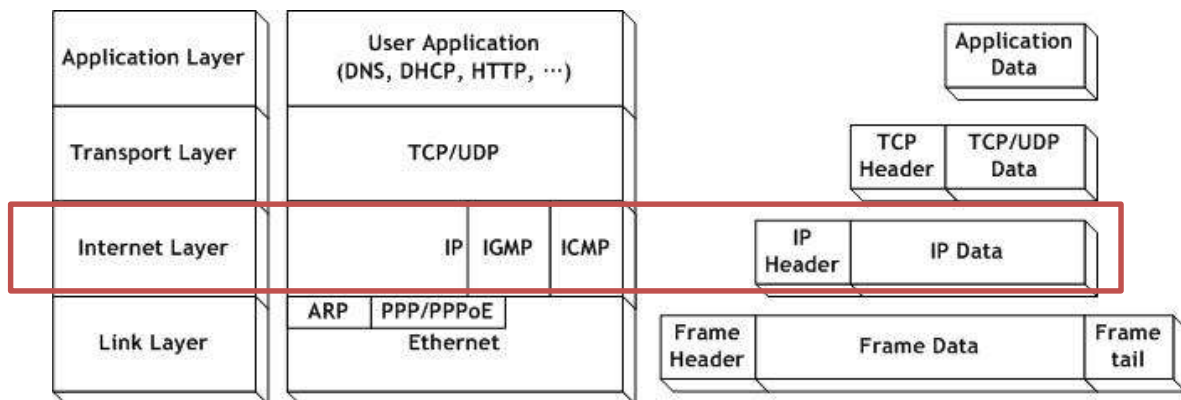 Application Layer
User Application
(DNS, DHCP, HTTP, ⋯)
Application
Data
Transport Layer
TCP/UDP
TCP
Header
TCP/UDP
Data
Internet Layer
IP
IGMP
ICMP
IP
Header
IP Data
Link Layer
ARP
PPP/PPPoE
Ethernet
Frame
Header
Frame Data
Frame
tail